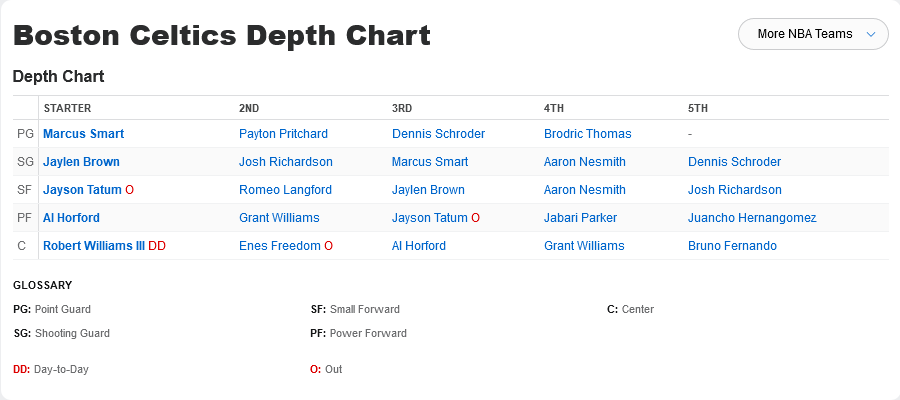 Boston Celtics Depth Chart
More NBA Teams
Depth Chart
STARTER 2ND 3RD 4TH 5TH
PG Marcus Smart Payton Pritchard Dennis Schroder Brodric Thomas -
SG Jaylen Brown Josh Richardson Marcus Smart Aaron Nesmith Dennis Schroder
SF Jayson Tatum O Romeo Langford Jaylen Brown Aaron Nesmith Josh Richardson
PF Al Horford Grant Williams Jayson Tatum O Jabari Parker Juancho Hernangomez
C Robert Williams III DD Enes Freedom O Al Horford Grant Williams Bruno Fernando
GLOSSARY
PG: Point Guard SF: Small Forward C: Center
SG: Shooting Guard PF: Power Forward
DD: Day-to-Day O: Out